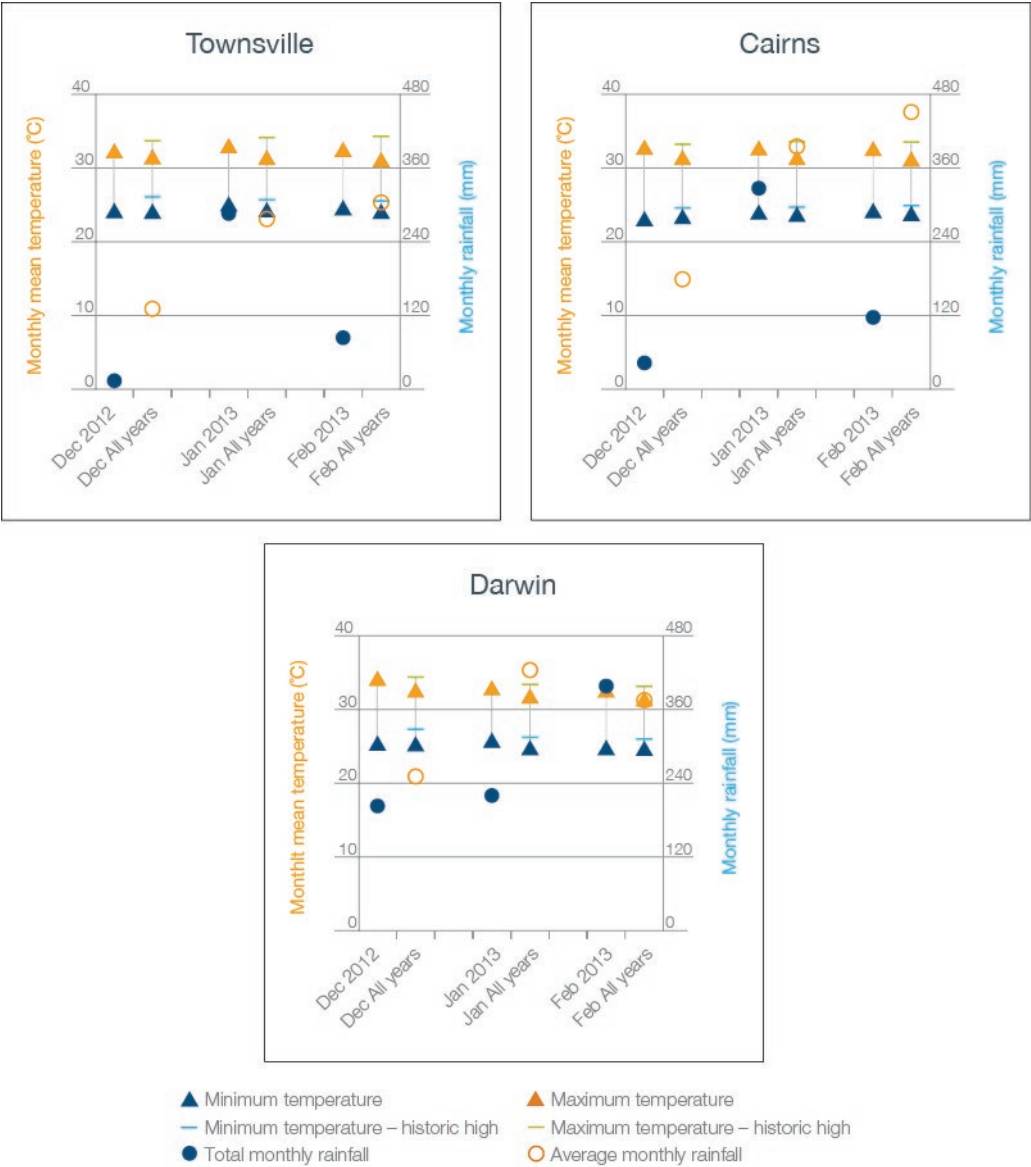 Townsville
Monthly mean temperature (°C)
40
30
20
10
0
480
360
240
120
0
Monthly rainfall (mm)
Dec 2012
Dec All years
Jan 2013
Jan All years
Feb 2013
Feb All years
Cairns
Monthly mean temperature (°C)
40
30
20
10
0
480
360
240
120
0
Monthly rainfall (mm)
Dec 2012
Dec All years
Jan 2013
Jan All years
Feb 2013
Feb All years
Darwin
Monthlt mean temperature (°C)
40
30
20
10
0
480
360
240
120
0
Monthly rainfall (mm)
Dec 2012
Dec All years
Jan 2013
Jan All years
Feb 2013
Feb All years
Minimum temperature
Maximum temperature
Minimum temperature – historic high
Maximum temperature – historic high
Total monthly rainfall
Average monthly rainfall